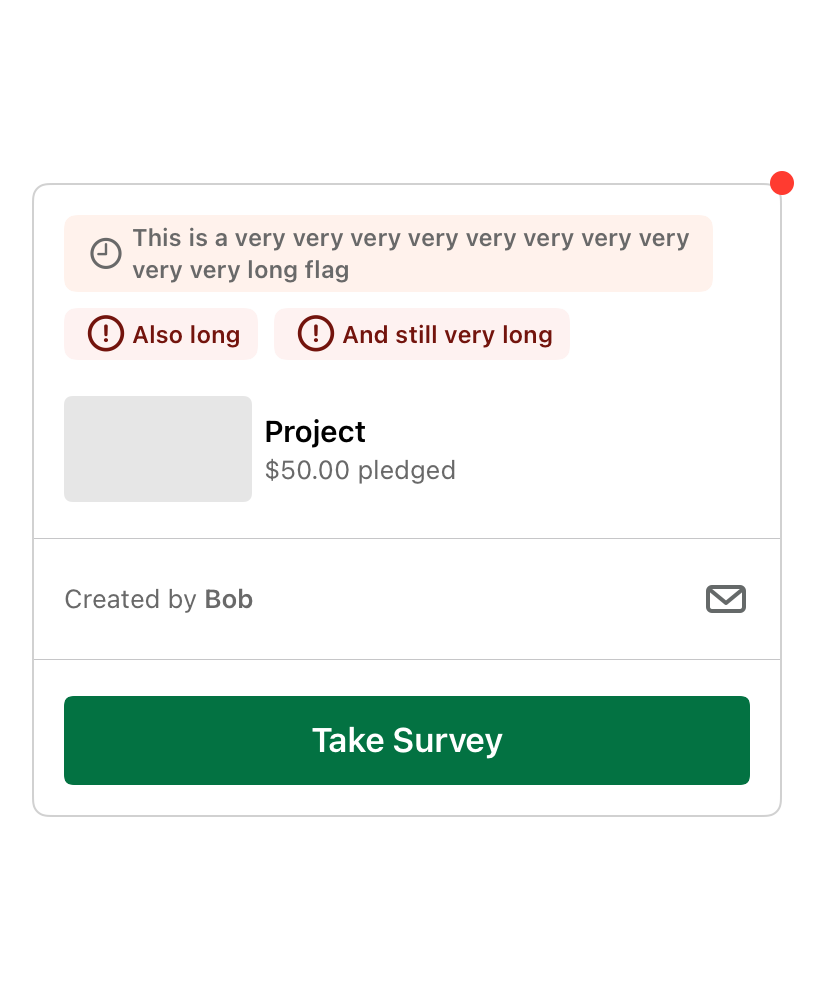 This is a very very very very very very very very
very very long flag
Also long
And still very long
Project
$50.00 pledged
Created by Bob
Take Survey